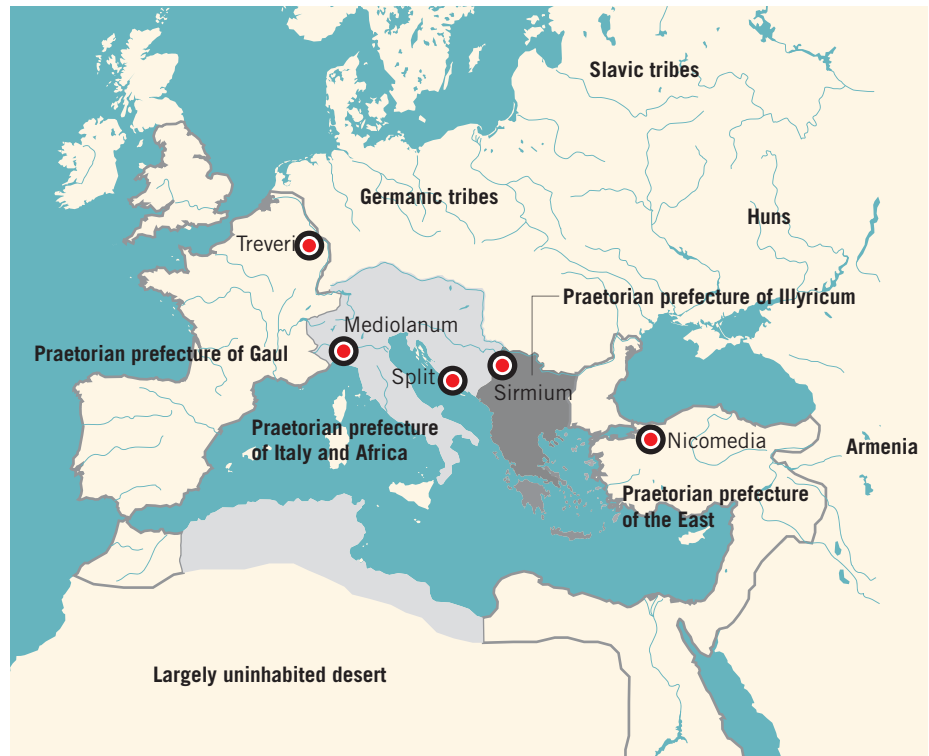 Slavic tribes
Germanic tribes
Huns
Treveri
Praetorian prefecture of Illyricum
Mediolanum
Praetorian prefecture of Gaul
Split
Sirmium
Praetorian prefecture
of Italy and Africa
Nicomedia
Armenia
Praetorian prefecture
of the East
Largely uninhabited desert